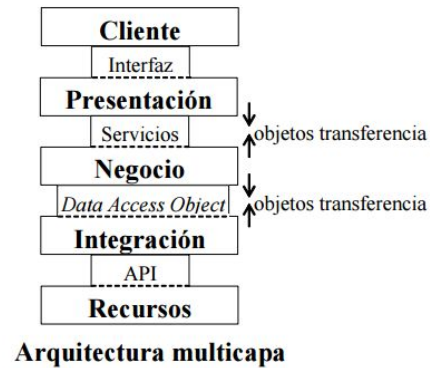 Cliente
Interfaz
Presentación
Servicios
objetos transferencia
Negocio
Data Access Object
objetos transferencia
Integración
API
Recursos
Arquitectura multicapa